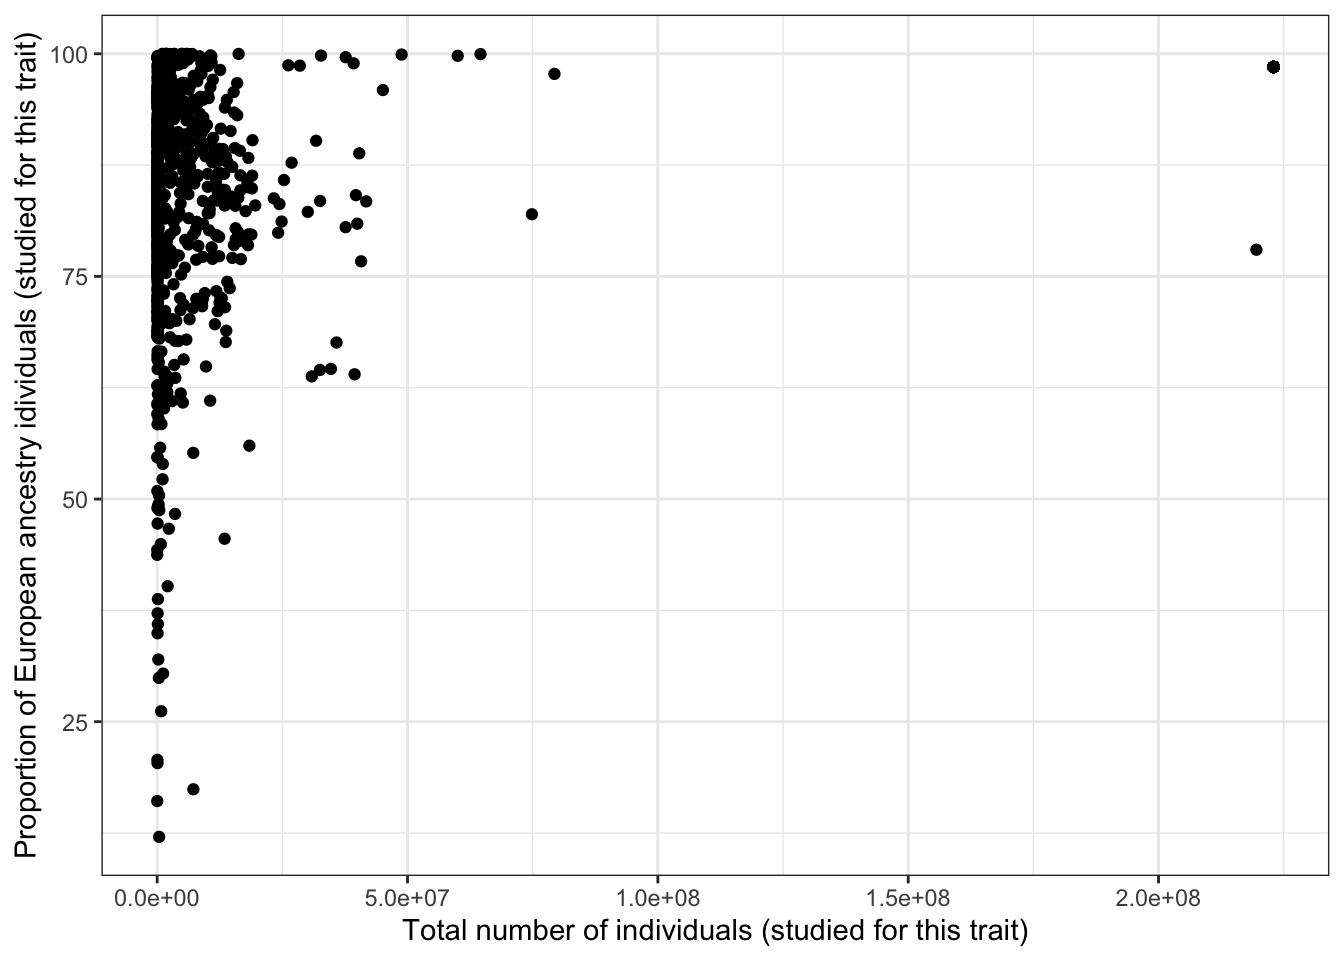 Proportion of European ancestry idividuals (studied for this trait)
100
75
50
25
0.0e+00 5.0e+07 1.0e+08 1.5e+08 2.0e+08
Total number of individuals (studied for this trait)